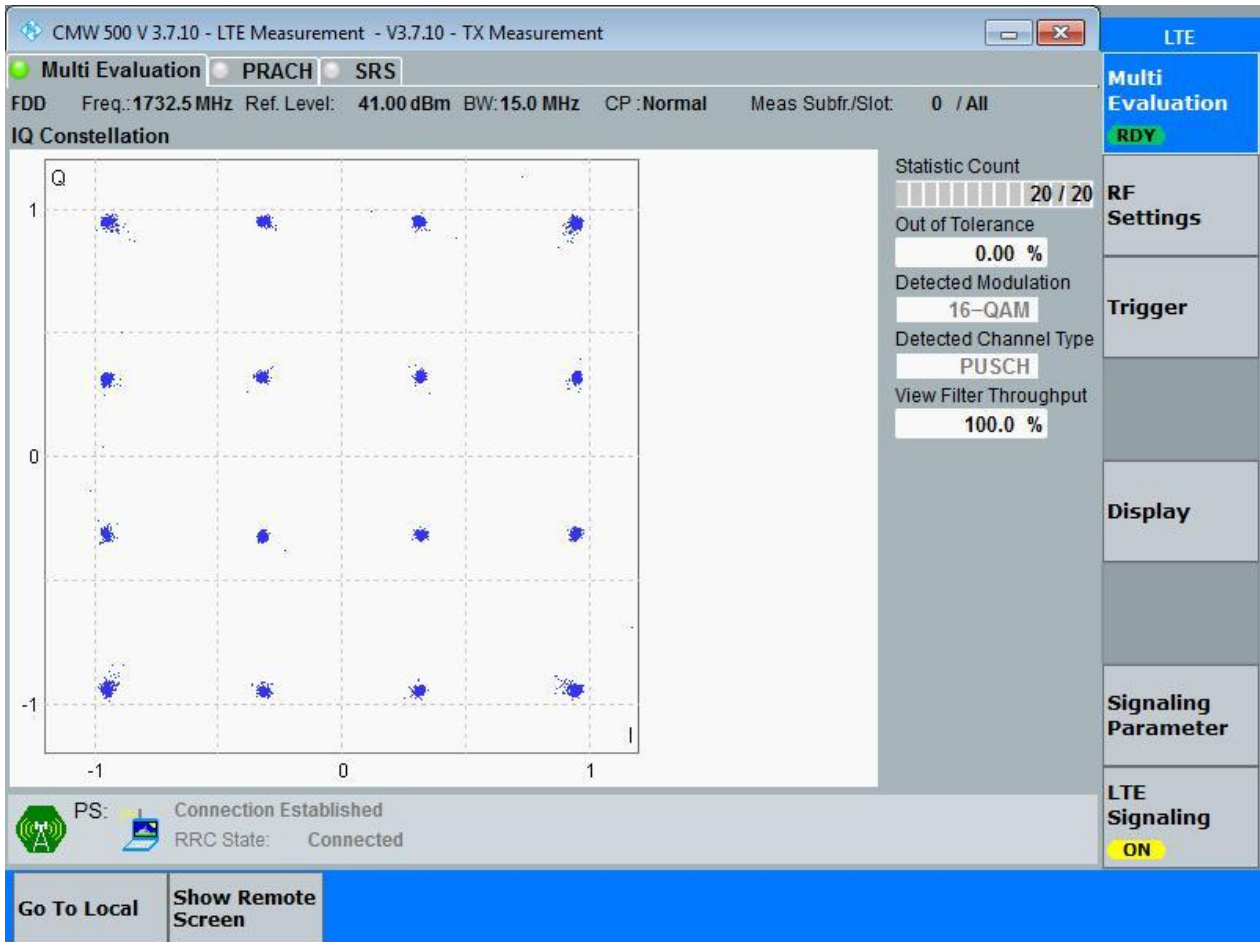 CMW 500 V 3.7.10 - LTE Measurement - V3.7.10 - TX Measurement
LTE
Multi Evaluation PRACH SRS
FDD Freq.:1732.5 MHz Ref. Level: 41.00 dBm BW:15.0 MHz CP :Normal Meas Subfr./Slot: 0 / All
IQ Constellation
Q
1
0
-1
-1 0 1
I
Statistic Count
20 / 20
Out of Tolerance
0.00 %
Detected Modulation
16-QAM
Detected Channel Type
PUSCH
View Filter Throughput
100.0 %
Multi
Evaluation
RDY
RF
Settings
Trigger
Display
Signaling
Parameter
LTE
Signaling
ON
PS: Connection Established
RRC State: Connected
Go To Local
Show Remote
Screen